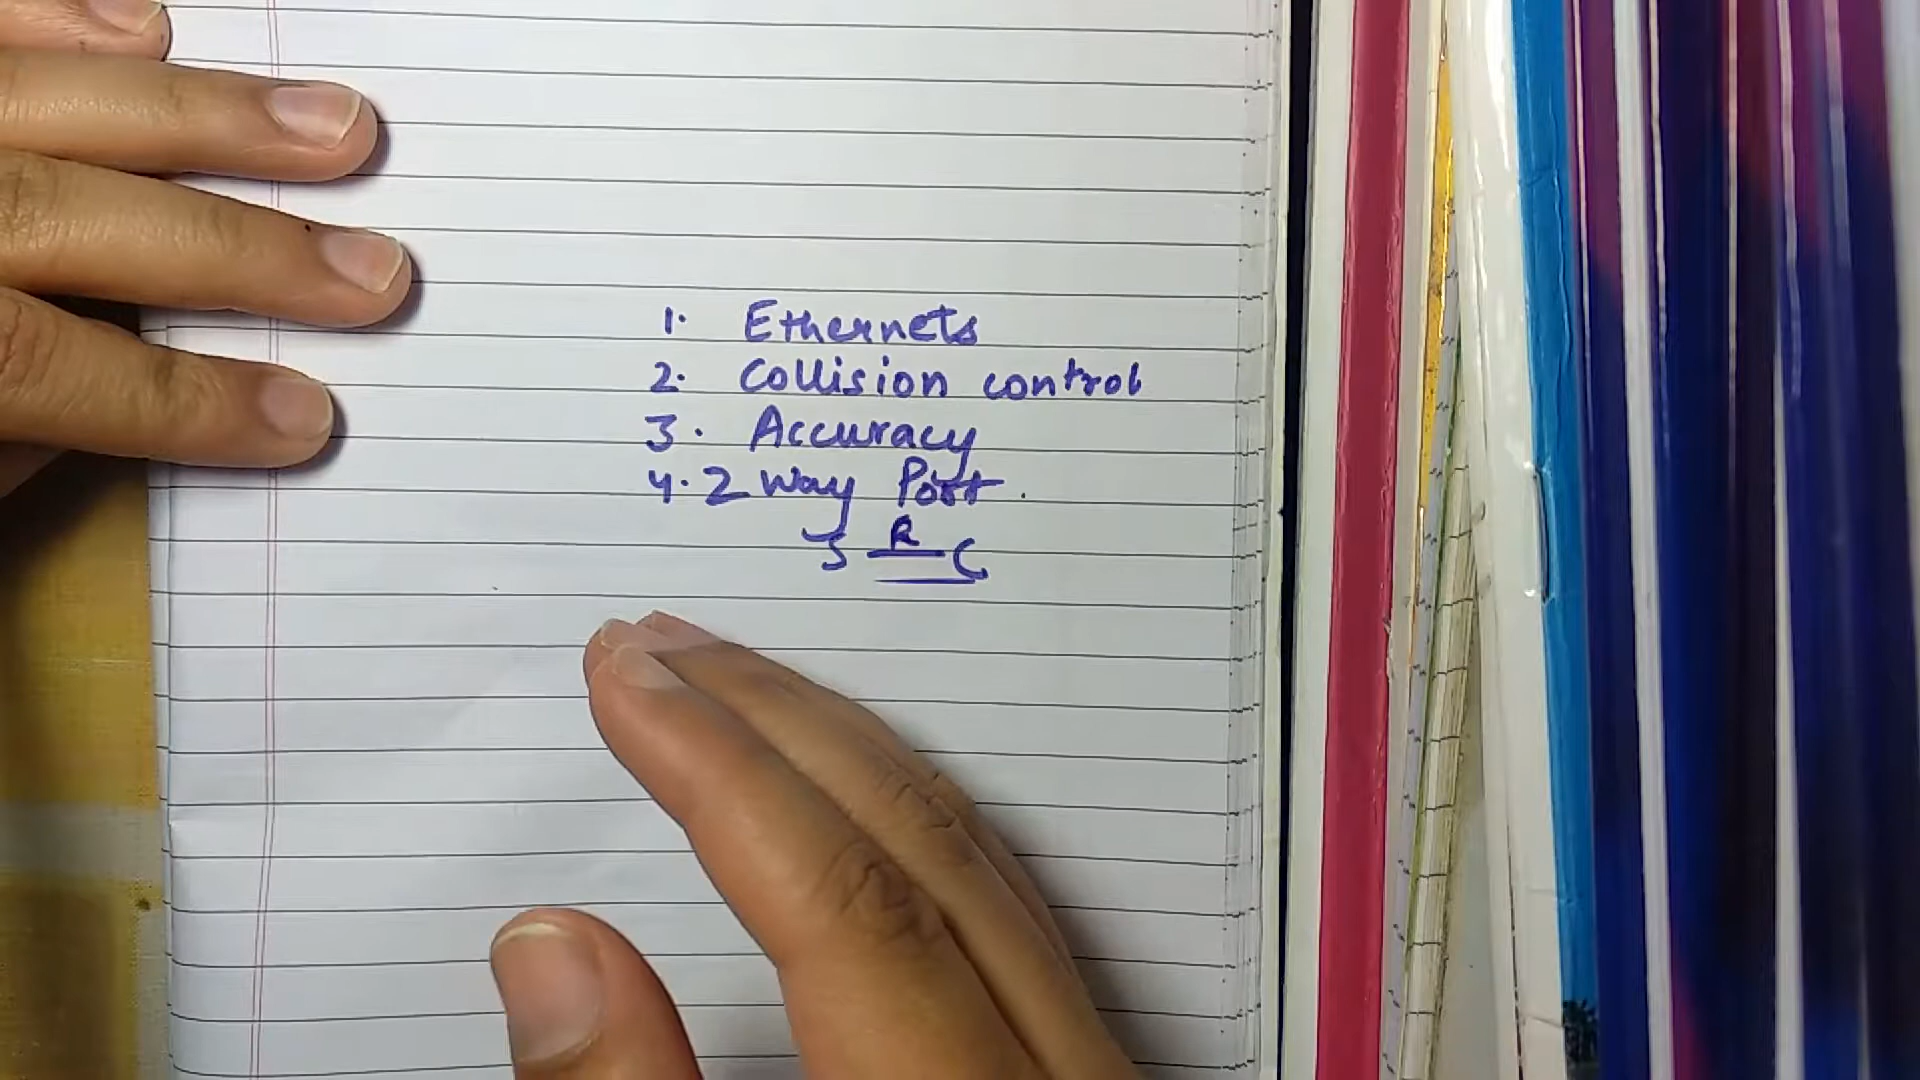 1. Ethernets
2. Collision control
3. Accuracy
4. 2 Way Port.
S R C